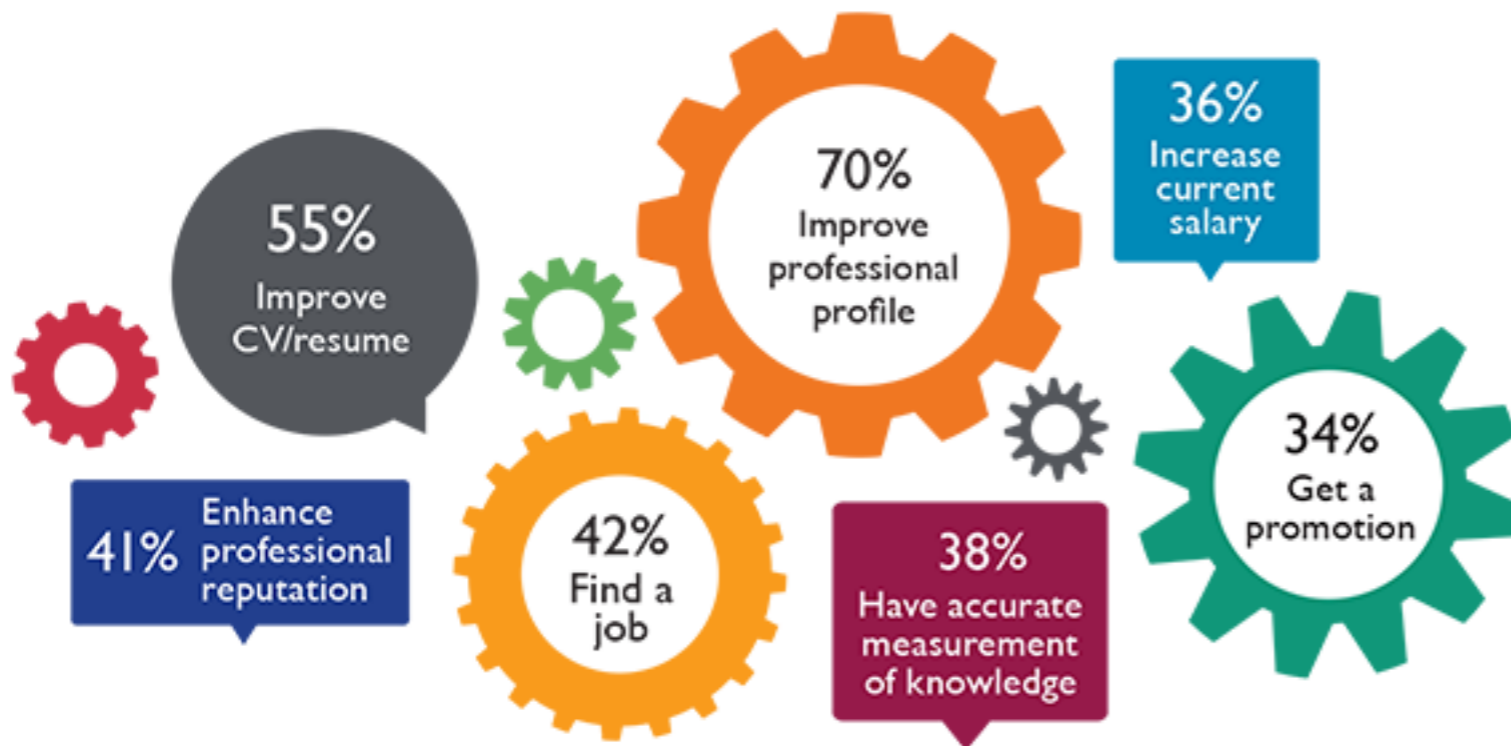 55%
Improve
CV/resume
70%
Improve
professional
profile
36%
Increase
current
salary
41%
Enhance
professional
reputation
42%
Find a
job
38%
Have accurate
measurement
of knowledge
34%
Get a
promotion